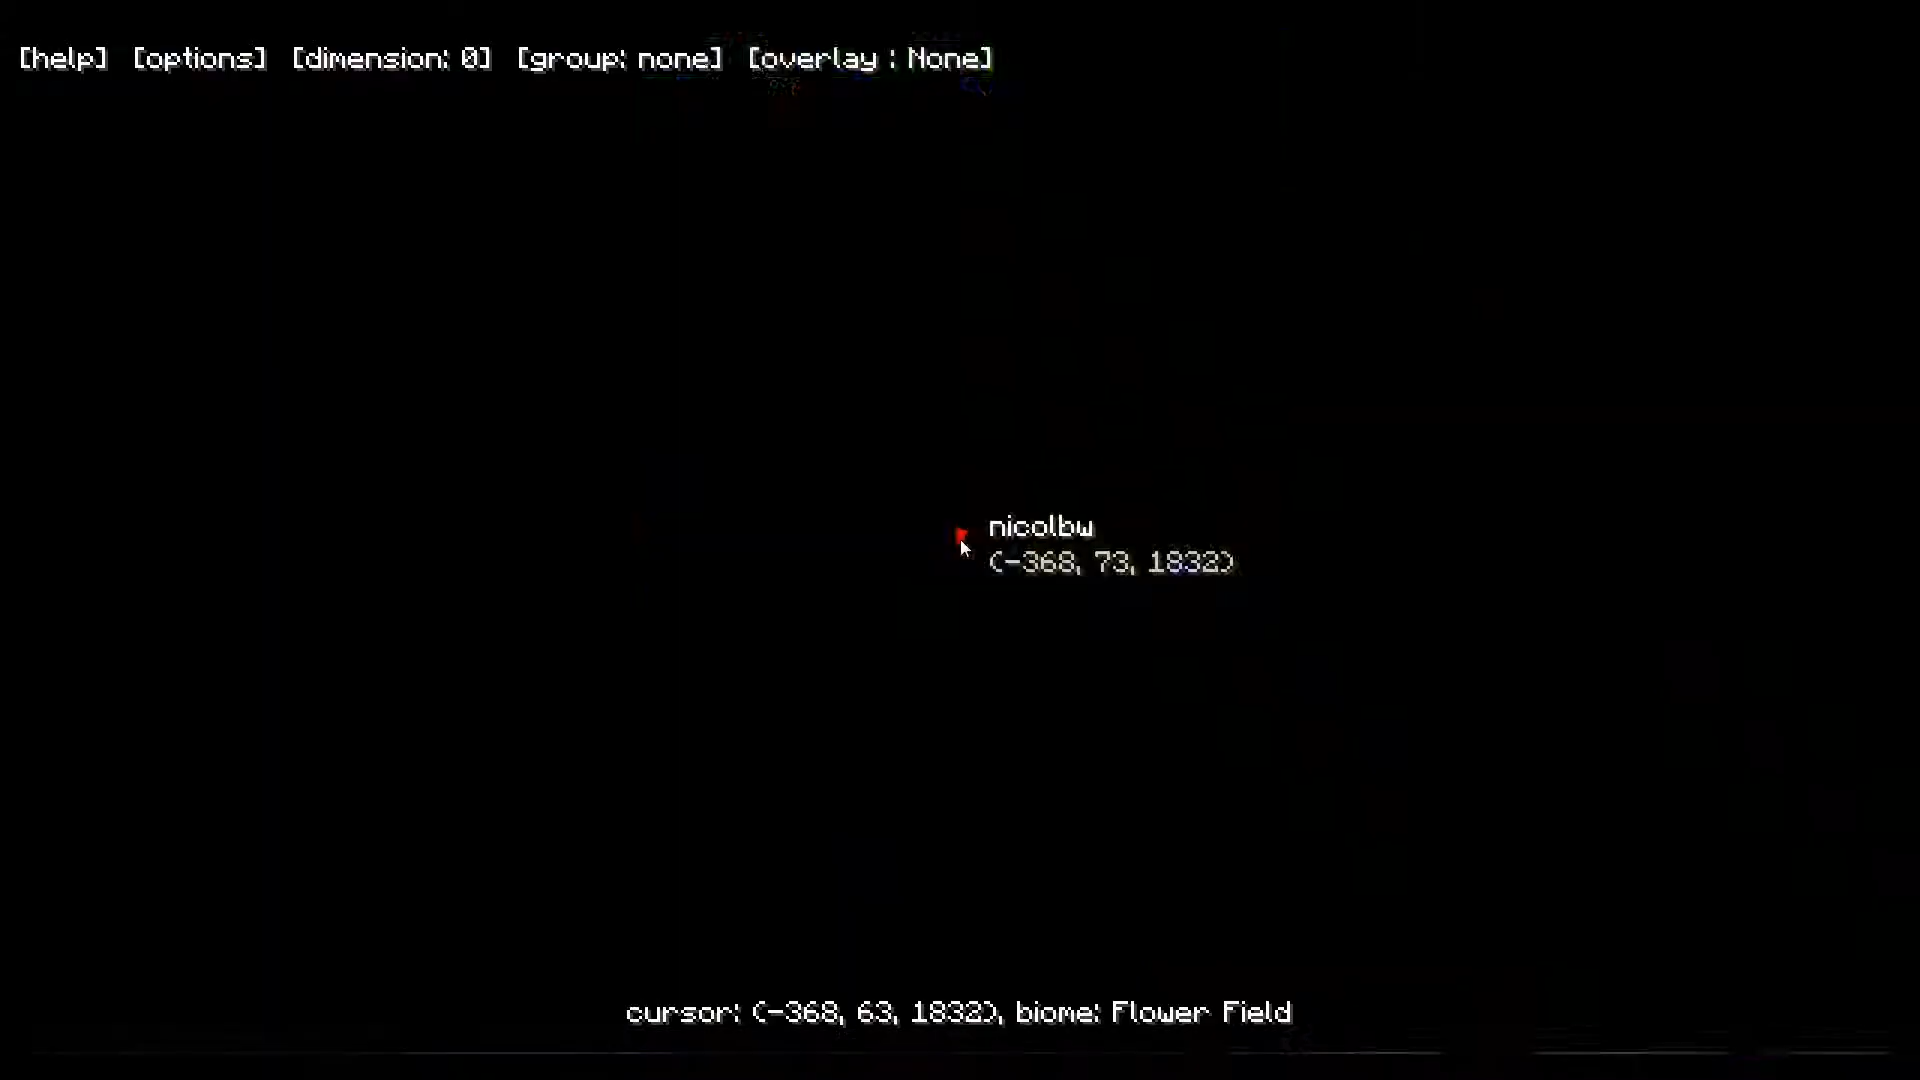 [help] [options] [dimension: 0] [group: none] [overlay : None]
nicolbw
(-368, 73, 1832)
cursor: (-368, 63, 1832), biome: Flower Field